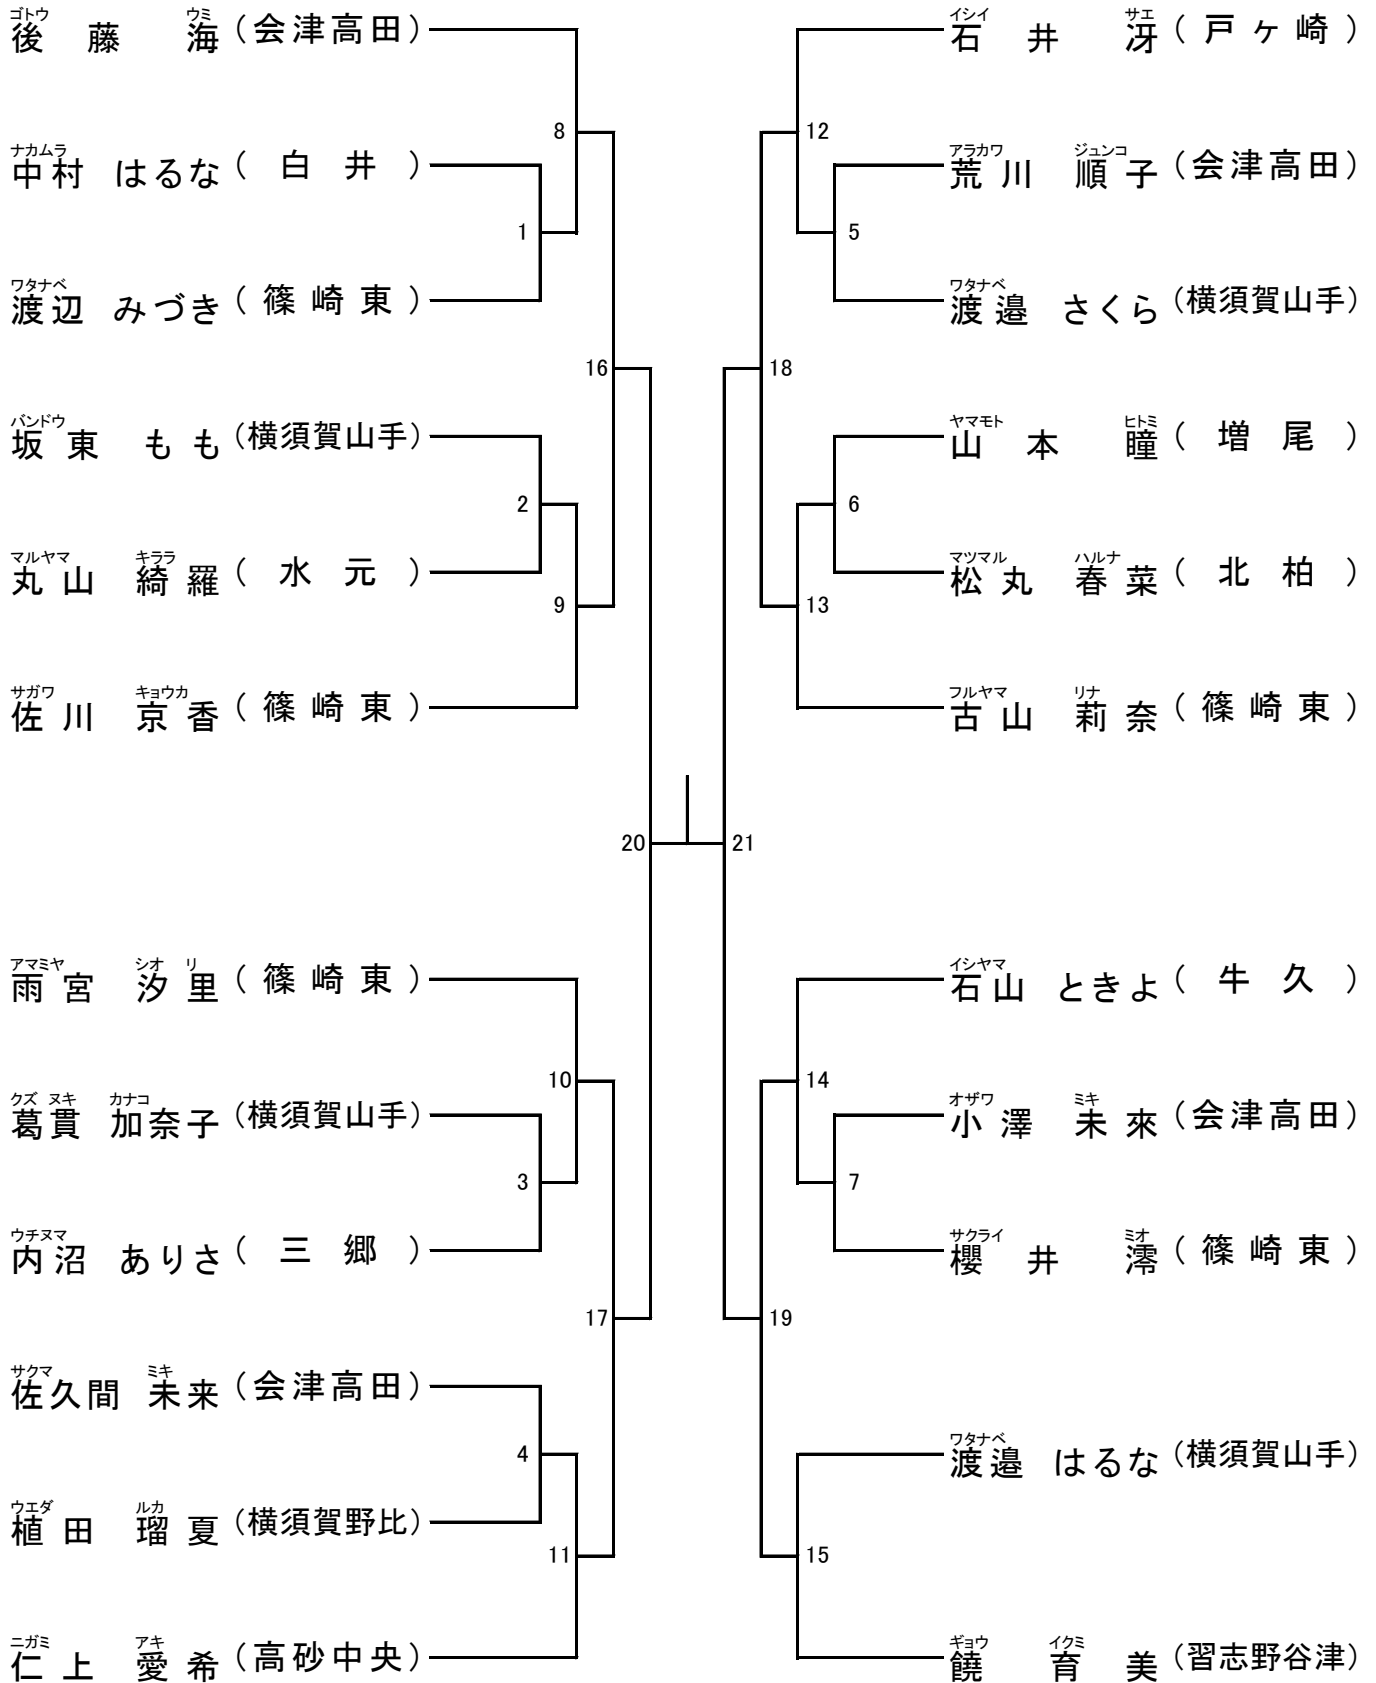 ゴトウ ウミ
後藤 海 (会津高田)
8
ナカムラ
中村 はるな (白井)
1
ワタナベ
渡辺 みづき (篠崎東)
16
バンドウ
坂東 もも (横須賀山手)
2
マルヤマ キララ
丸山 綺羅 (水元)
9
サガワ キョウカ
佐川 京香 (篠崎東)
20
アマミヤ シオリ
雨宮 汐里 (篠崎東)
10
クズヌキ カナコ
葛貫 加奈子 (横須賀山手)
3
ウチヌマ
内沼 ありさ (三郷)
17
サクマ ミキ
佐久間 未来 (会津高田)
4
ウエダ ルカ
植田 瑠夏 (横須賀野比)
11
ニガミ アキ
仁上 愛希 (高砂中央)
イシイ サエ
石井 冴 (戸ヶ崎)
12
アラカワ ジュンコ
荒川 順子 (会津高田)
5
ワタナベ
渡邉 さくら (横須賀山手)
18
ヤマモト ヒトミ
山本 瞳 (増尾)
6
マツマル ハルナ
松丸 春菜 (北柏)
13
フルヤマ リナ
古山 莉奈 (篠崎東)
21
イシヤマ
石山 ときよ (牛久)
14
オザワ ミキ
小澤 未來 (会津高田)
7
サクライ ミオ
櫻井 澪 (篠崎東)
19
ワタナベ
渡邉 はるな (横須賀山手)
15
ギョウ イクミ
饒 育美 (習志野谷津)